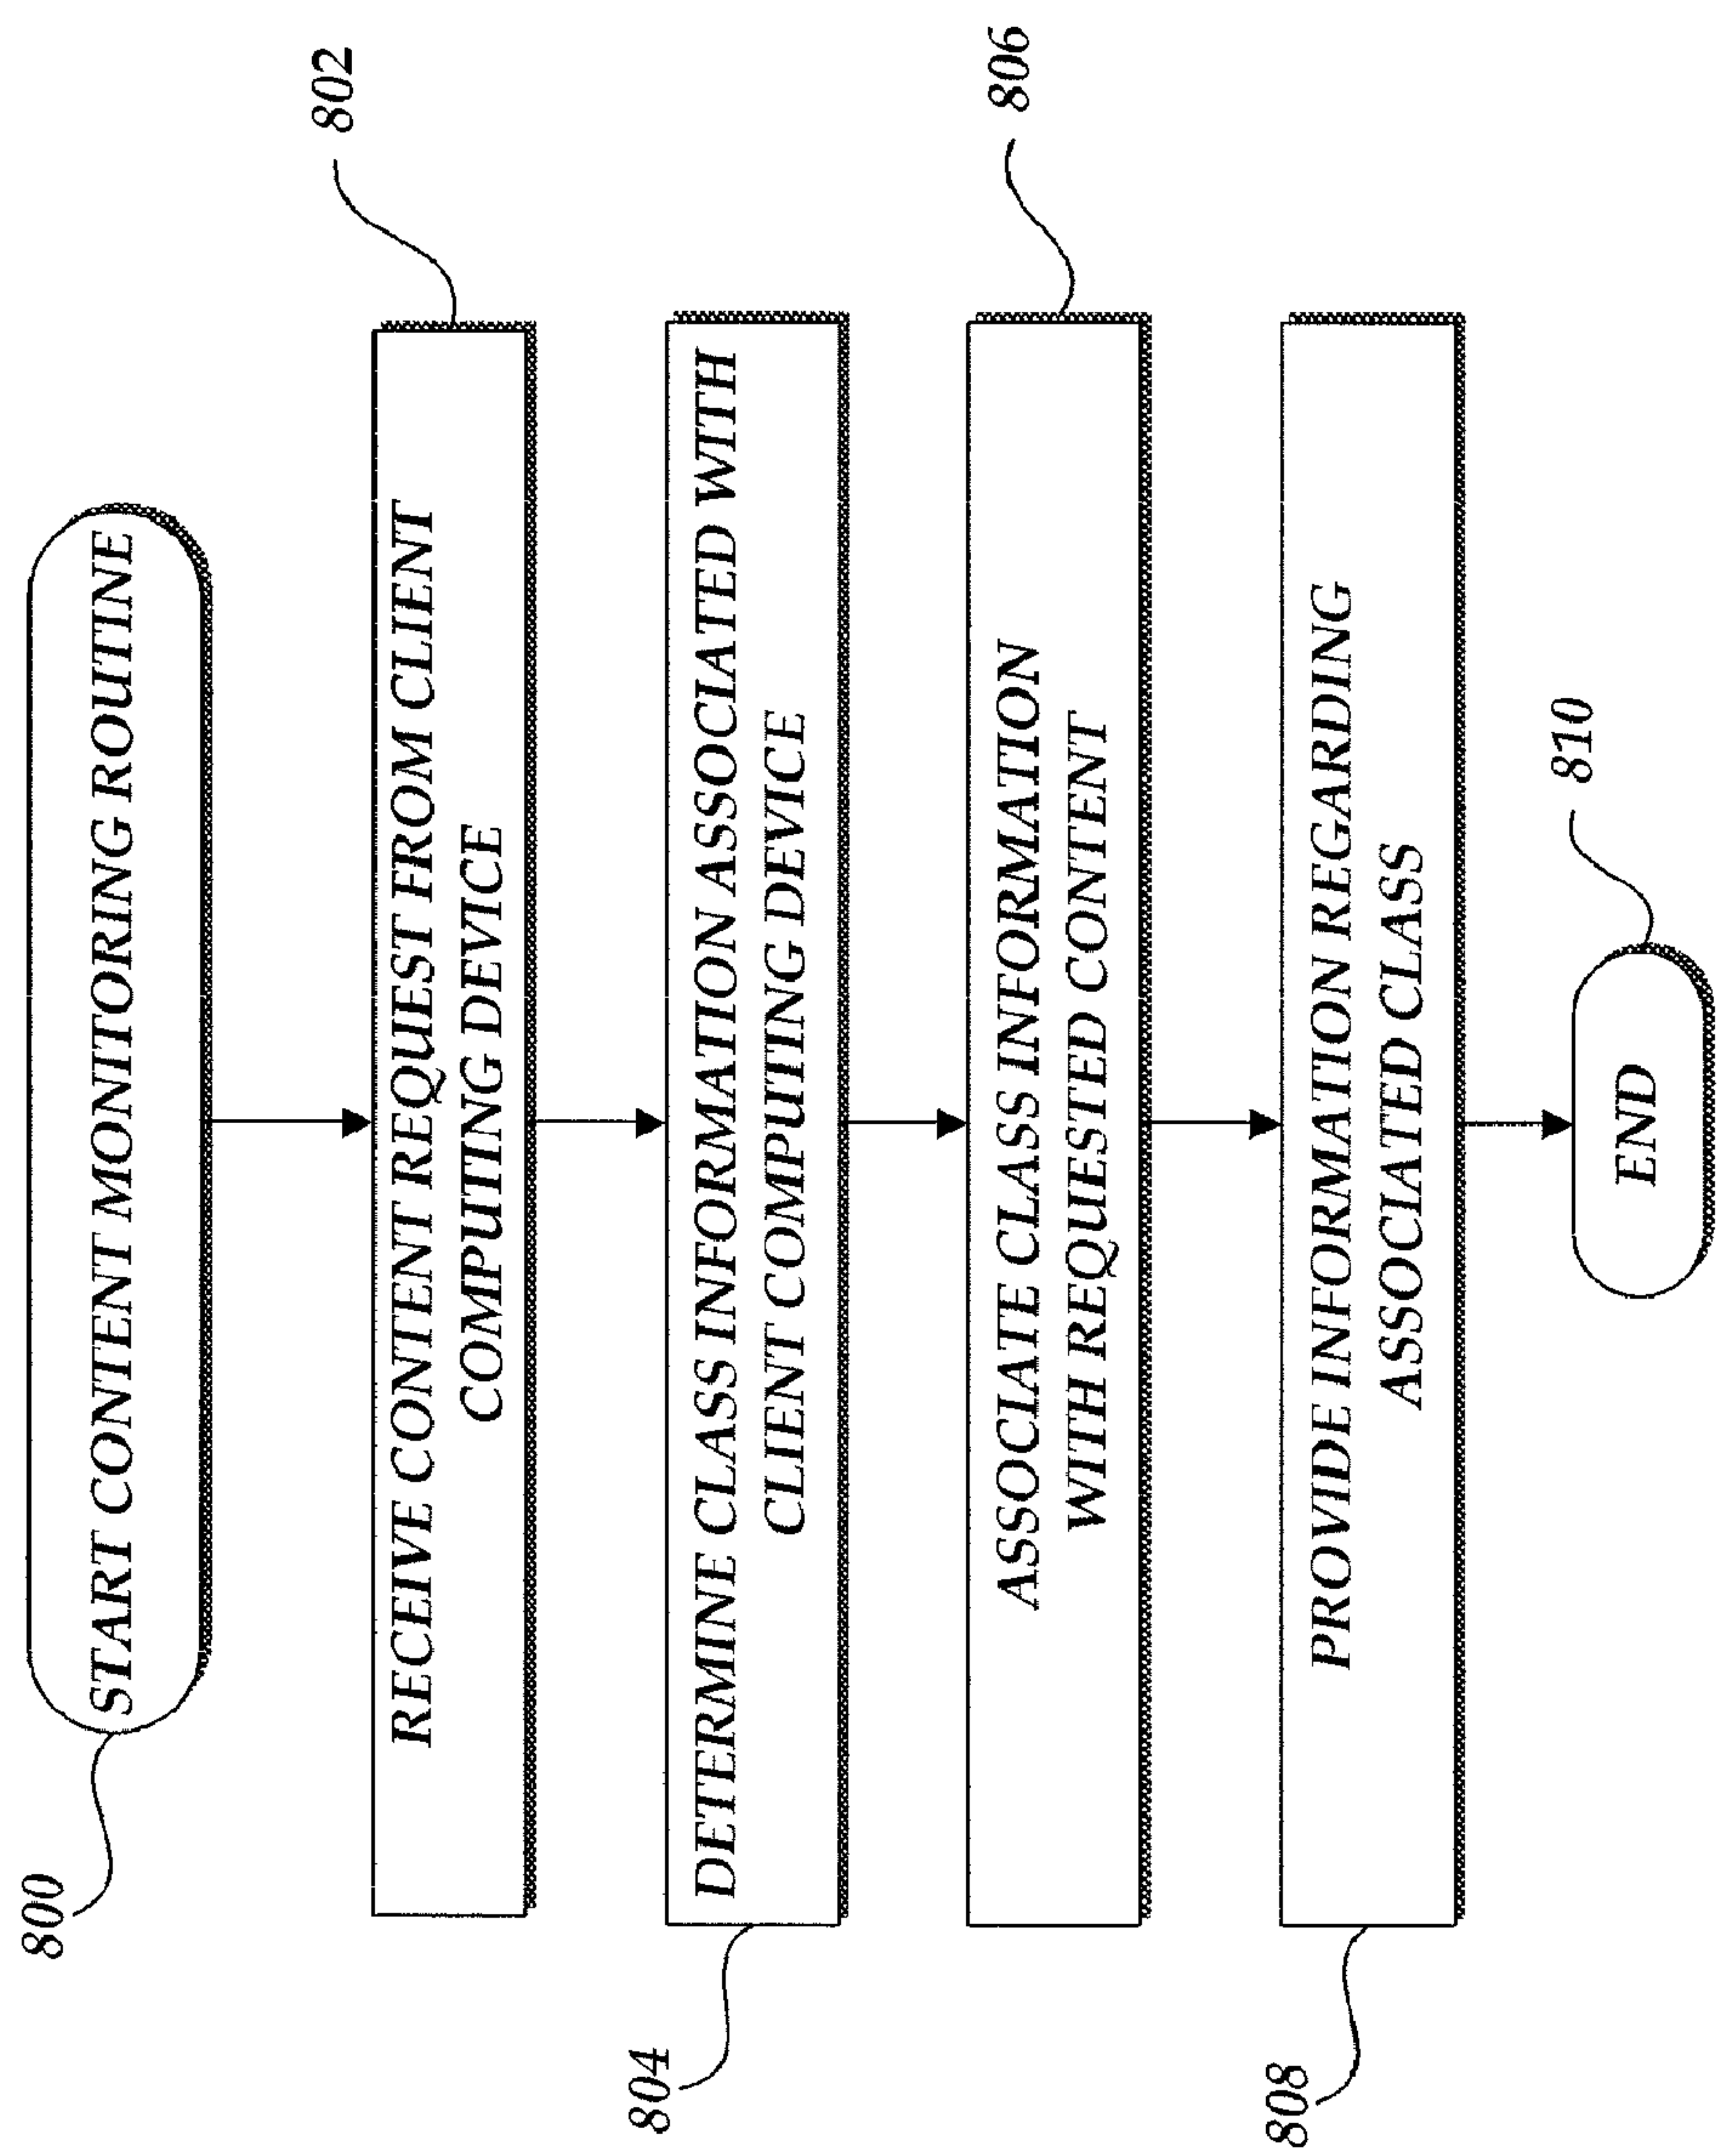 800
START CONTENT MONITORING ROUTINE
802
RECEIVE CONTENT REQUEST FROM CLIENT
COMPUTING DEVICE
804
DETERMINE CLASS INFORMATION ASSOCIATED WITH
CLIENT COMPUTING DEVICE
806
ASSOCIATE CLASS INFORMATION
WITH REQUESTED CONTENT
808
PROVIDE INFORMATION REGARDING
ASSOCIATED CLASS
810
END